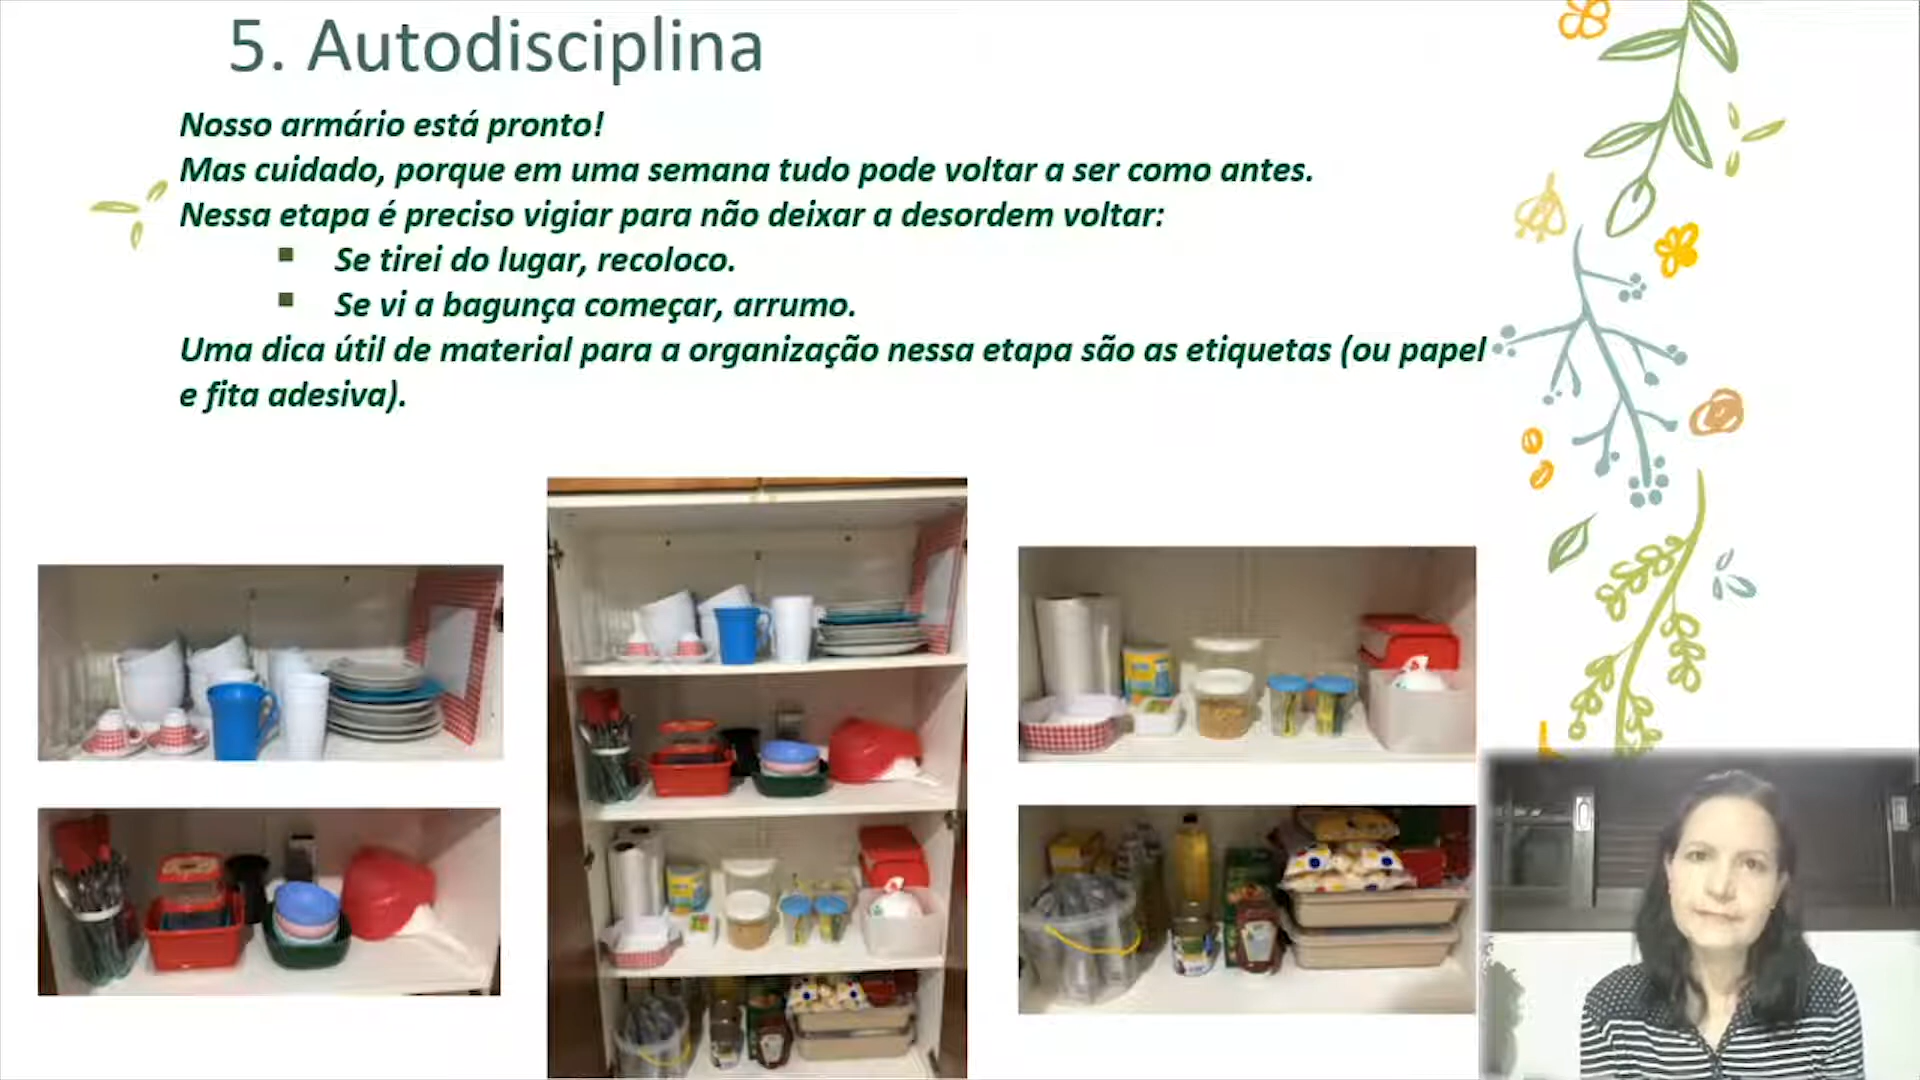 5. Autodisciplina
Nosso armário está pronto!
Mas cuidado, porque em uma semana tudo pode voltar a ser como antes.
Nessa etapa é preciso vigiar para não deixar a desordem voltar:
▪ Se tirei do lugar, recoloco.
▪ Se vi a bagunça começar, arrumo.
Uma dica útil de material para a organização nessa etapa são as etiquetas (ou papel
e fita adesiva).